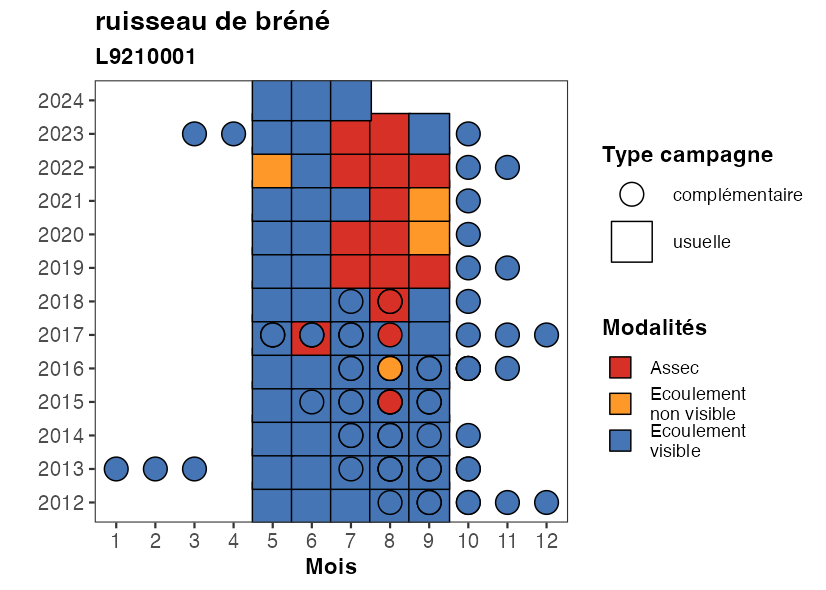 ruisseau de bréné
L9210001
2024
2023
2022
2021
2020
2019
2018
2017
2016
2015
2014
2013
2012
1 2 3 4 5 6 7 8 9 10 11 12
Mois
Type campagne
complémentaire
usuelle
Modalités
Assec
Ecoulement
non visible
Ecoulement
visible